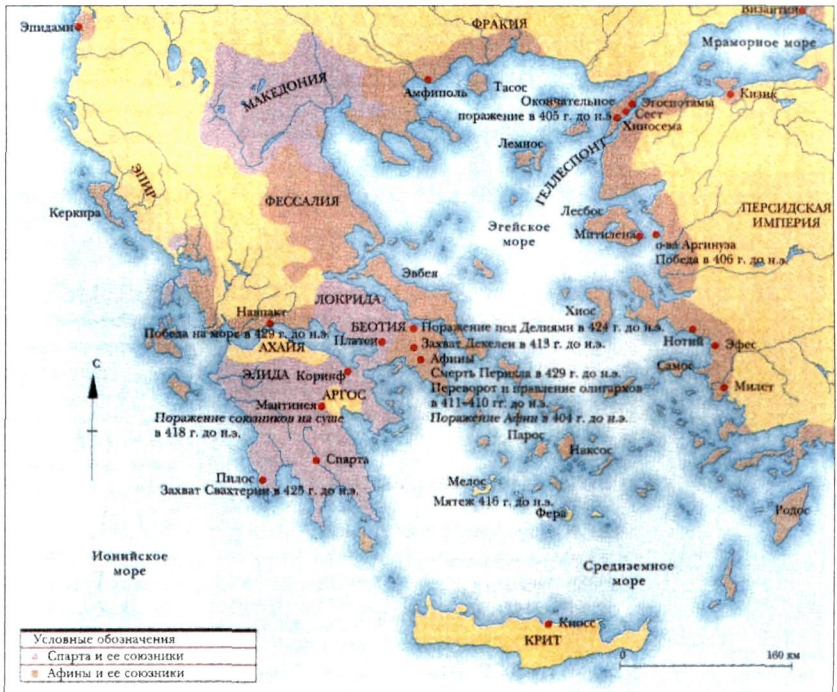 Византий
Эпидамн
ФРАКИЯ
Мраморное море
МАКЕДОНИЯ
Амфиполь
Тасос
Окончательное
поражение в 405 г. до н.э.
Эгоспотамы
Сест
Хиносема
Кизик
Лемнос
ГЕЛЛЕСПОНТ
ЭПИР
Керкира
ФЕССАЛИЯ
Эгейское
море
Лесбос
Митилена
ПЕРСИДСКАЯ
ИМПЕРИЯ
о-ва Аргинуза
Победа в 406 г. до н.э.
Эвбея
ЛОКРИДА
Хиос
Навпакт
Победа на море в 429 г. до н.э.
БЕОТИЯ
Поражение под Делиями в 424 г. до н.э.
Платеи
Захват Декелеи в 413 г. до н.э.
Нотий
Эфес
АХАЙЯ
Афины
Самос
ЭЛИДА
Коринф
Смерть Перикла в 429 г. до н.э.
Переворот и правление олигархов
в 411-410 гг. до н.э.
Поражение Афин в 404 г. до н.э.
Милет
АРГОС
Мантинея
Поражение союзников на суше
в 418 г. до н.э.
С
Парос
Наксос
Спарта
Пилос
Захват Свахтерии в 425 г. до н.э.
Мелос
Мятеж 416 г. до н.э.
Фера
Родос
Ионийское
море
Средиземное
море
Кносс
КРИТ
0
160 км
Условные обозначения
Спарта и ее союзники
Афины и ее союзники